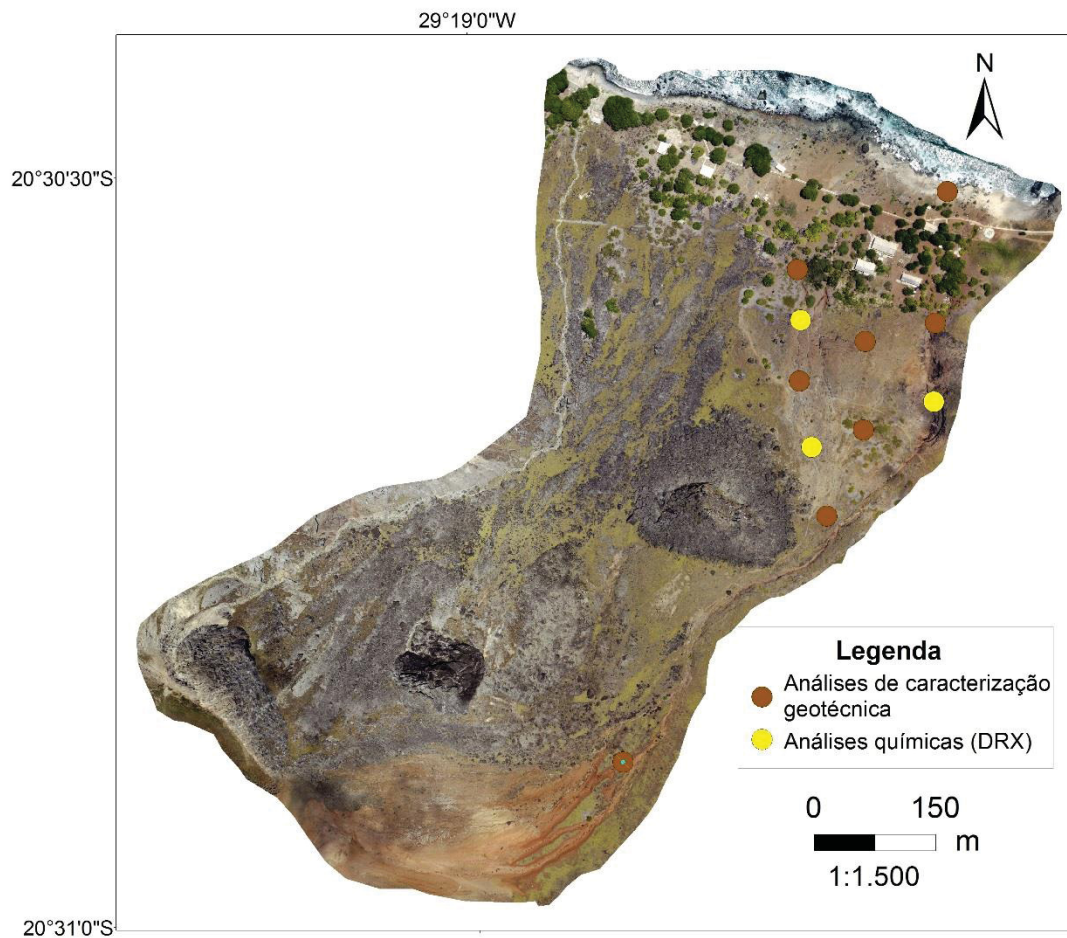 29°19'0"W
N
20°30'30"S
Legenda
Análises de caracterização
geotécnica
Análises químicas (DRX)
0 150
m
1:1.500
20°31'0"S